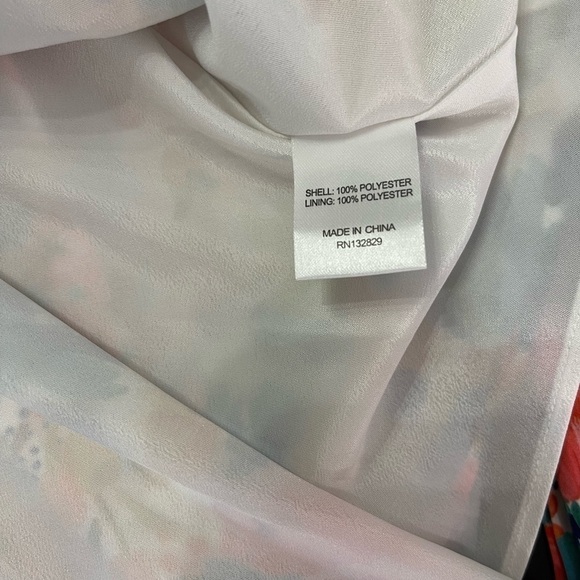 SHELL: 100% POLYESTER
LINING: 100% POLYESTER
MADE IN CHINA
RN132829